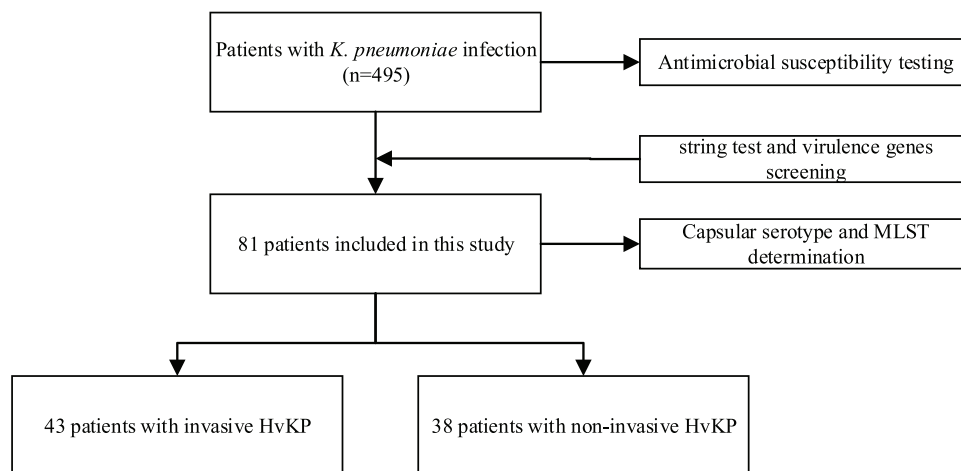 Patients with K. pneumoniae infection
(n=495)
Antimicrobial susceptibility testing
string test and virulence genes
screening
81 patients included in this study
Capsular serotype and MLST
determination
43 patients with invasive HvKP
38 patients with non-invasive HvKP